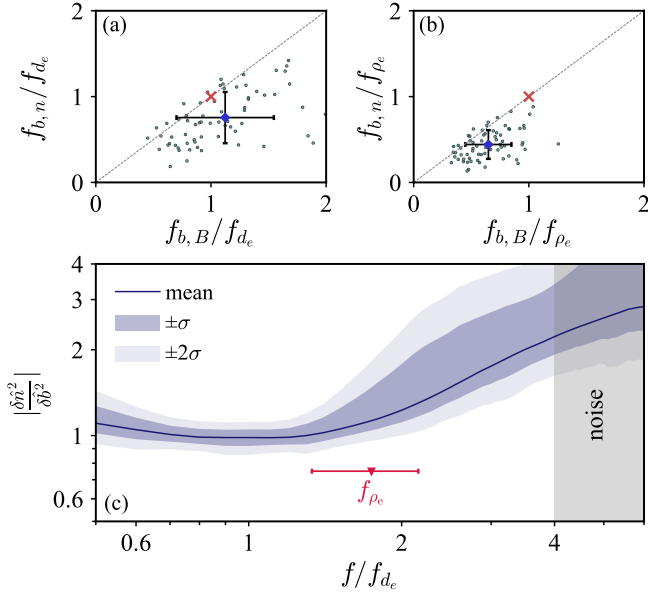 (a)
2
1
0
0
1
2
f_{b,n}/f_{d_e}
f_{b,B}/f_{d_e}
(b)
2
1
0
0
1
2
f_{b,n}/f_{ρ_e}
f_{b,B}/f_{ρ_e}
4
3
2
1
0.6
|δn̂²/δb̂²|
mean
±σ
±2σ
noise
f_{ρ_e}
(c)
0.6
1
2
4
f/f_{d_e}